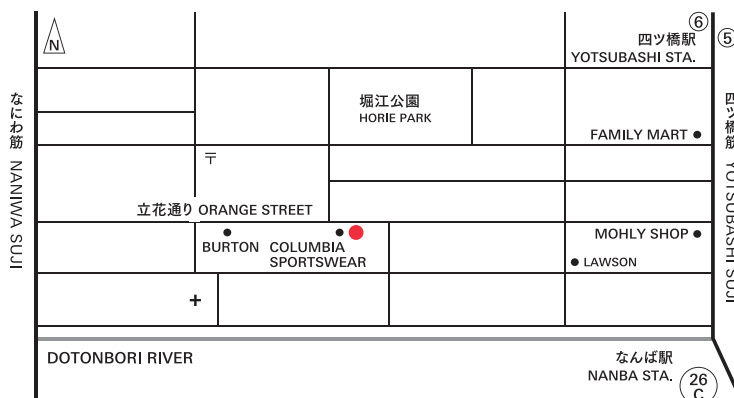 N
6
四ツ橋駅
YOTSUBASHI STA.
5
堀江公園
HORIE PARK
FAMILY MART
なにわ筋 NANIWA SUJI
四ツ橋筋 YOTSUBASHI SUJI
〒
立花通り ORANGE STREET
BURTON
COLUMBIA
SPORTSWEAR
MOHLY SHOP
LAWSON
DOTONBORI RIVER
なんば駅
NANBA STA.
26
C